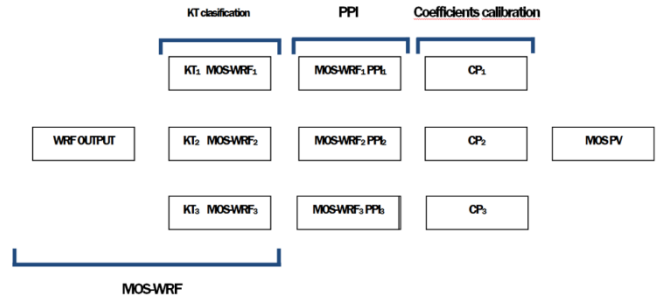 KT clasification PPI Coefficients calibration
KT₁ MOS-WRF₁ MOS-WRF₁ PPI₁ CP₁
WRF OUTPUT KT₂ MOS-WRF₂ MOS-WRF₂ PPI₂ CP₂ MOS PV
KT₃ MOS-WRF₃ MOS-WRF₃ PPI₃ CP₃
MOS-WRF